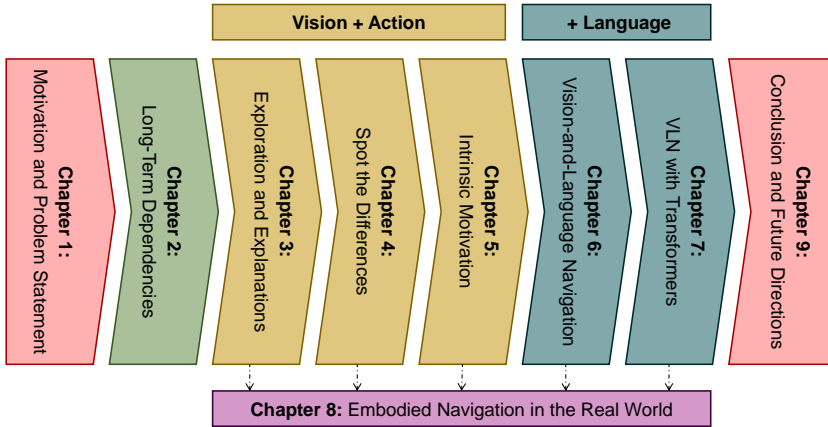 Vision + Action
+ Language
Chapter 1:
Motivation and Problem Statement
Chapter 2:
Long-Term Dependencies
Chapter 3:
Exploration and Explanations
Chapter 4:
Spot the Differences
Chapter 5:
Intrinsic Motivation
Chapter 6:
Vision-and-Language Navigation
Chapter 7:
VLN with Transformers
Chapter 9:
Conclusion and Future Directions
Chapter 8: Embodied Navigation in the Real World